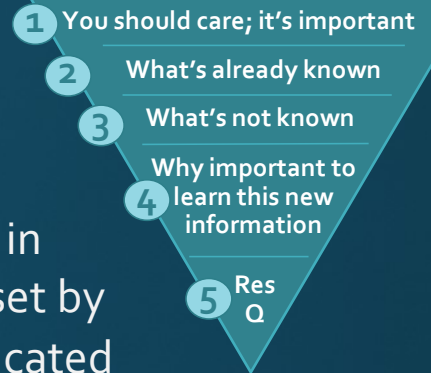 1 You should care; it's important
2 What's already known
3 What's not known
Why important to
4 learn this new
information
5 Res
Q
in
set by
cated